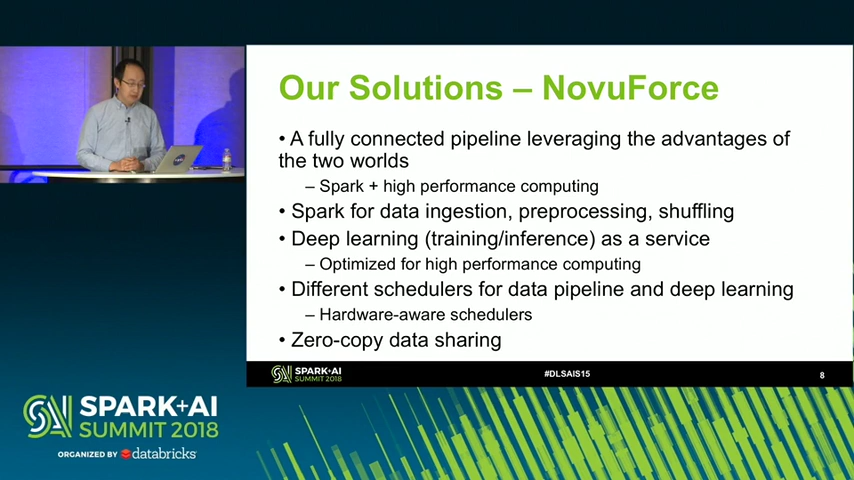 Our Solutions – NovuForce
• A fully connected pipeline leveraging the advantages of
the two worlds
– Spark + high performance computing
• Spark for data ingestion, preprocessing, shuffling
• Deep learning (training/inference) as a service
– Optimized for high performance computing
• Different schedulers for data pipeline and deep learning
– Hardware-aware schedulers
• Zero-copy data sharing
SPARK+AI
SUMMIT 2018
#DLSAIS15
8
SPARK+AI
SUMMIT 2018
ORGANIZED BY databricks